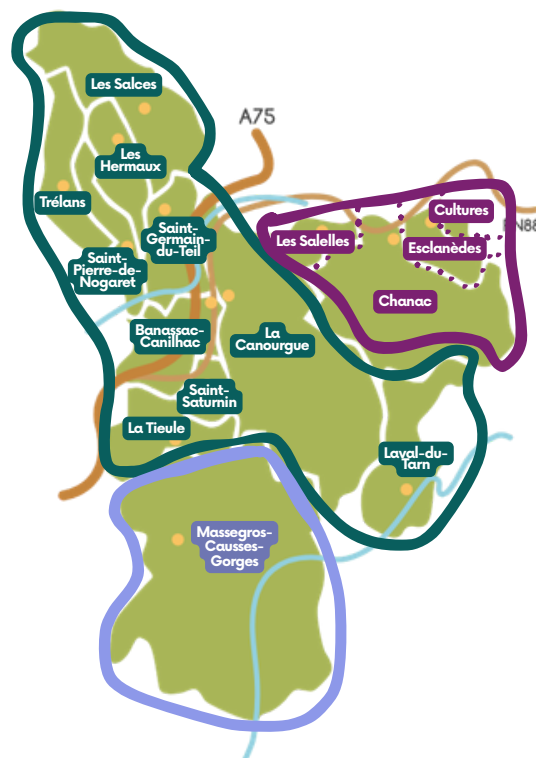 Les Salces
A75
Les
Hermaux
Trélans
Cultures
Saint-
Germain-
du-Teil
Les Salelles
Esclanèdes
N88
Saint-
Pierre-de-
Nogaret
Chanac
Banassac-
Canilhac
La
Canourgue
Saint-
Saturnin
La Tieule
Laval-du-
Tarn
Massegros-
Causses-
Gorges